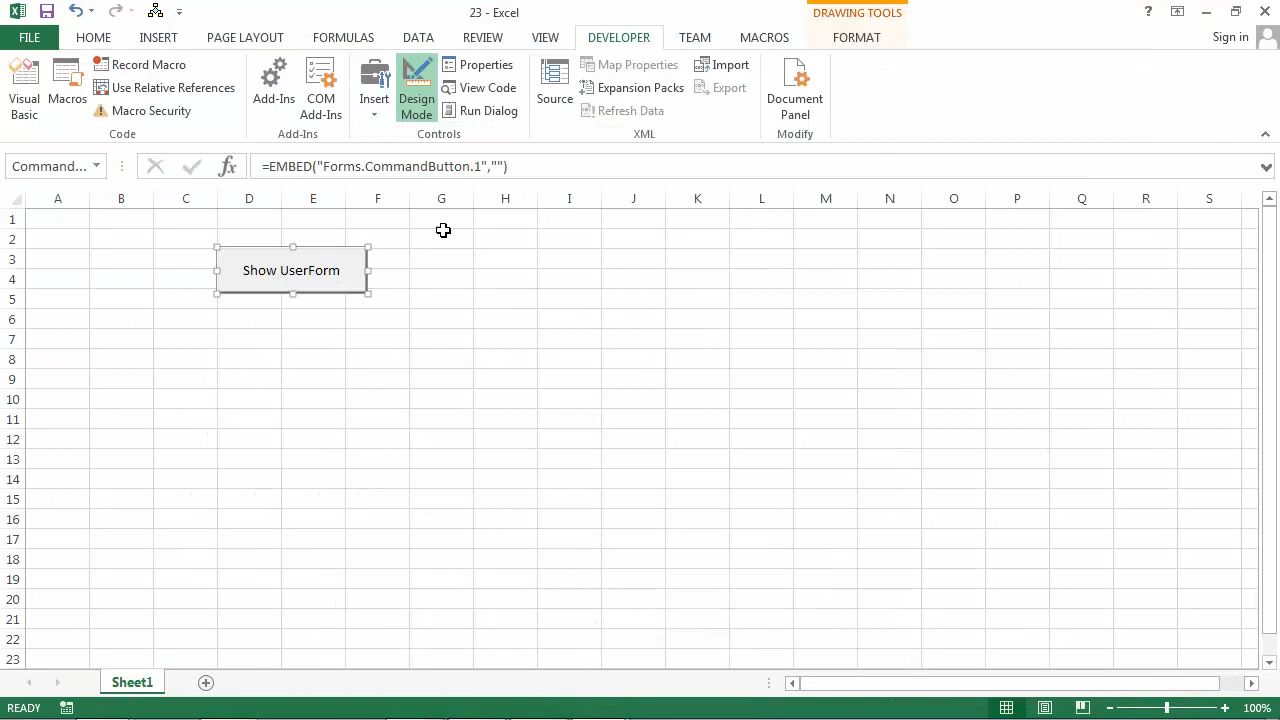 23 - Excel
DRAWING TOOLS
FILE HOME INSERT PAGE LAYOUT FORMULAS DATA REVIEW VIEW DEVELOPER TEAM MACROS FORMAT Sign in
Visual Basic
Macros
Record Macro
Use Relative References
Macro Security
Code
Add-Ins
COM Add-Ins
Add-Ins
Insert
Design Mode
Properties
View Code
Run Dialog
Controls
Source
Map Properties
Expansion Packs
Refresh Data
Import
Export
XML
Document Panel
Modify
Command... fx =EMBED("Forms.CommandButton.1","")
A B C D E F G H I J K L M N O P Q R S
1
2
3
Show UserForm
4
5
6
7
8
9
10
11
12
13
14
15
16
17
18
19
20
21
22
23
Sheet1
READY 100%